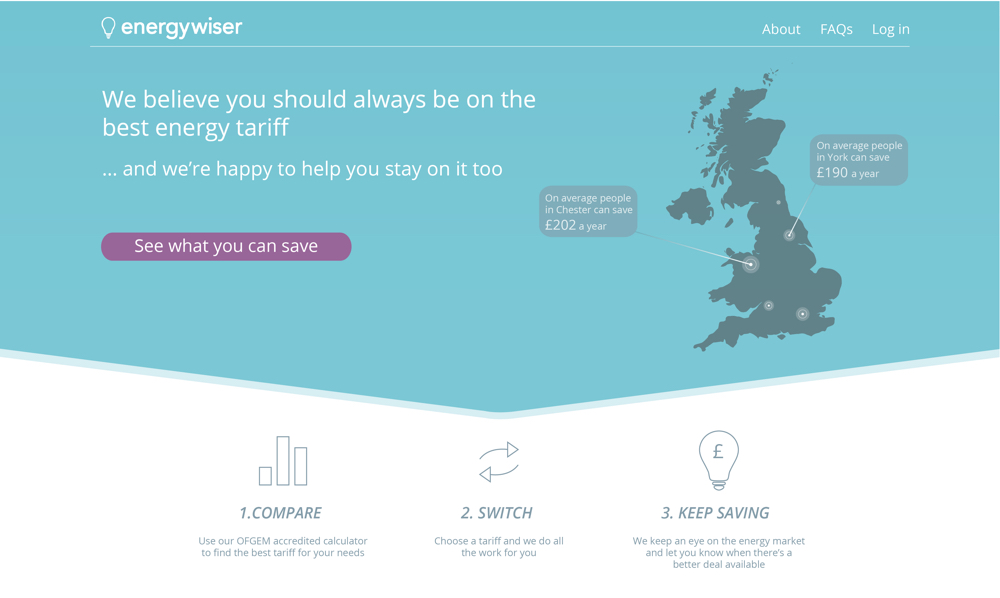 energywiser
About FAQs Log in
We believe you should always be on the
best energy tariff
... and we're happy to help you stay on it too
See what you can save
On average people
in York can save
£190 a year
On average people
in Chester can save
£202 a year
£
1.COMPARE
Use our OFGEM accredited calculator
to find the best tariff for your needs
2. SWITCH
Choose a tariff and we do all
the work for you
3. KEEP SAVING
We keep an eye on the energy market
and let you know when there's a
better deal available